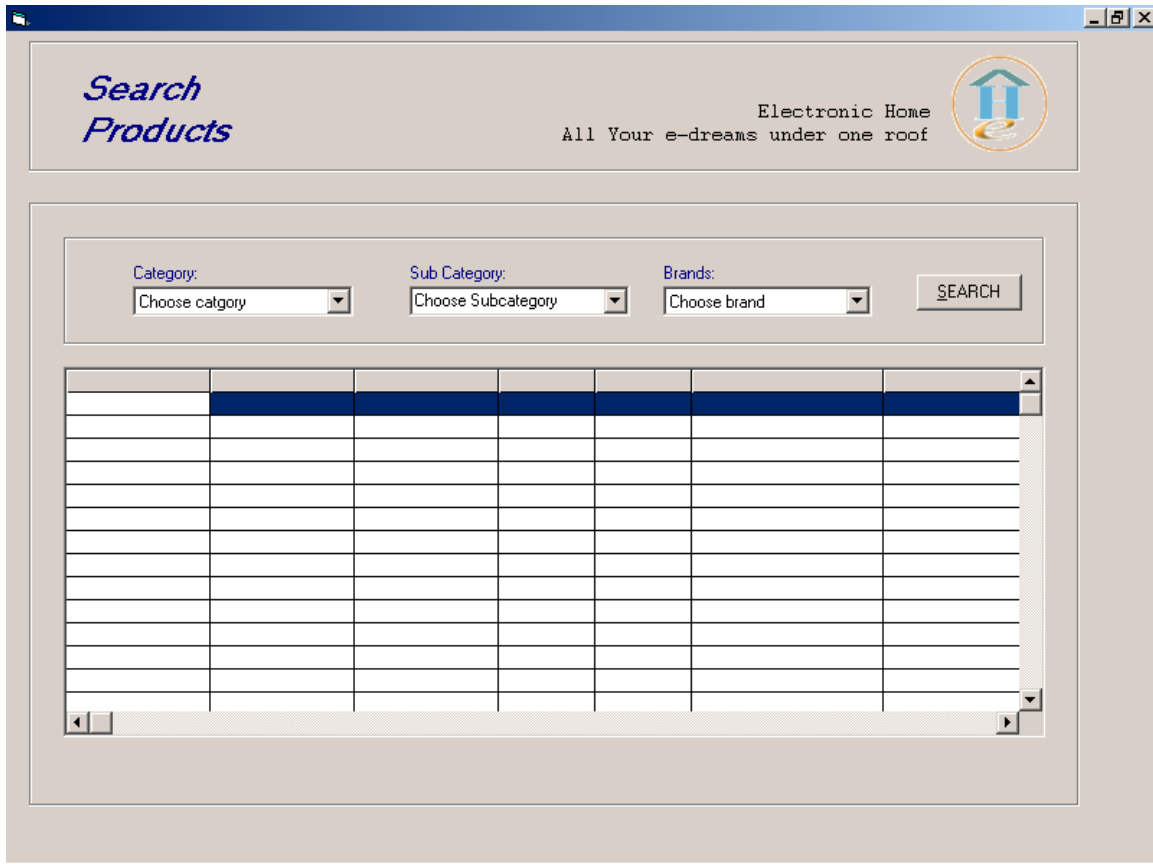 Search
Products
Electronic Home
All Your e-dreams under one roof
H
e
Category:
Sub Category:
Brands:
Choose catgory
Choose Subcategory
Choose brand
SEARCH